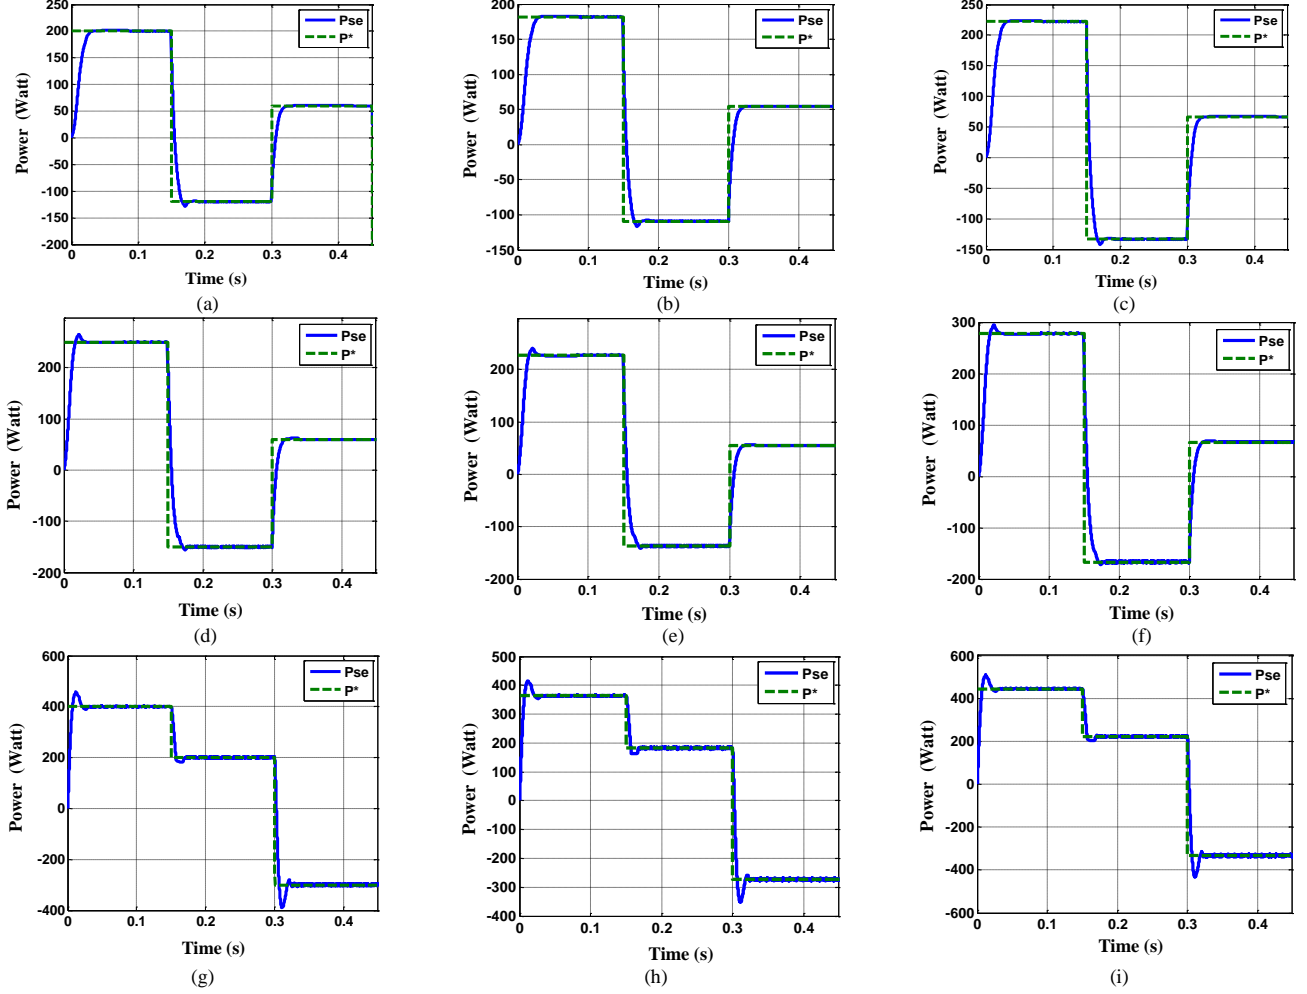 250
200
150
100
50
0
-50
-100
-150
200
0
0.1
0.2
0.3
0.4
Power (Watt)
Time (s)
Pse
P*
(a)
200
150
100
50
0
-50
-100
-150
0
0.1
0.2
0.3
0.4
Power (Watt)
Time (s)
Pse
P*
(b)
250
200
150
100
50
0
-50
-100
-150
0
0.1
0.2
0.3
0.4
Power (Watt)
Time (s)
Pse
P*
(c)
200
100
0
-100
-200
0
0.1
0.2
0.3
0.4
Power (Watt)
Time (s)
Pse
P*
(d)
200
100
0
-100
-200
0
0.1
0.2
0.3
0.4
Power (Watt)
Time (s)
Pse
P*
(e)
300
200
100
0
-100
-200
0
0.1
0.2
0.3
0.4
Power (Watt)
Time (s)
Pse
P*
(f)
600
400
200
0
-200
-400
0
0.1
0.2
0.3
0.4
Power (Watt)
Time (s)
Pse
P*
(g)
500
400
300
200
100
0
-100
-200
-300
400
0
0.1
0.2
0.3
0.4
Power (Watt)
Time (s)
Pse
P*
(h)
600
400
200
0
-200
-400
-600
0
0.1
0.2
0.3
0.4
Power (Watt)
Time (s)
Pse
P*
(i)